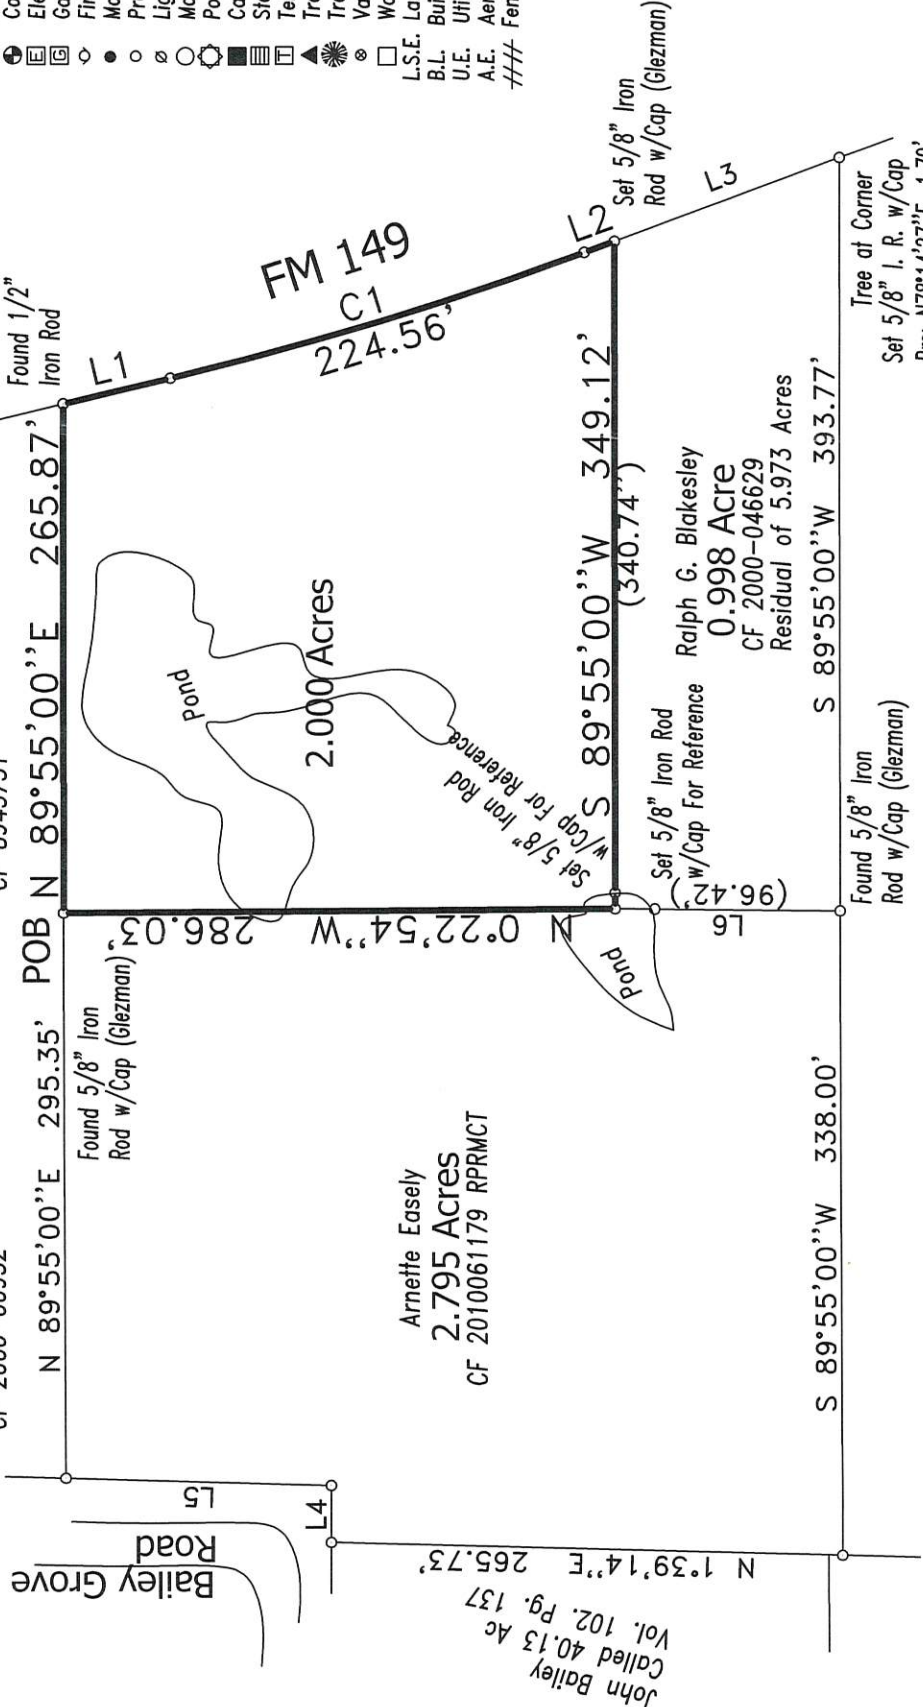 L.S.E.
B.L.
U.E.
A.E.
Found 1/2"
Iron Rod
L1
FM 149
C1
224.56'
L2
Set 5/8" Iron
Rod w/Cap (Glezman)
L3
Tree at Corner
Set 5/8" I. R. w/Cap
POB
N 89°55'00''E 265.87'
Pond
2.000 Acres
Set 5/8" Iron Rod
w/Cap For Reference
S 89°55'00''W 349.12'
(340.74')
Ralph G. Blakesley
0.998 Acre
CF 2000-046629
Residual of 5.973 Acres
S 89°55'00''W 393.77'
N 0°22'54''W 286.03'
Set 5/8" Iron Rod
w/Cap For Reference
L6 (96.42')
Found 5/8" Iron
Rod w/Cap (Glezman)
N 89°55'00''E 295.35'
Found 5/8" Iron
Rod w/Cap (Glezman)
Pond
Arnette Easely
2.795 Acres
CF 2010061179 RPRMCT
S 89°55'00''W 338.00'
Bailey Grove
Road
L5
L4
N 1°39'14''E 265.73'
John Bailey
Called 40.13 Ac
Vol. 102. Pg. 137